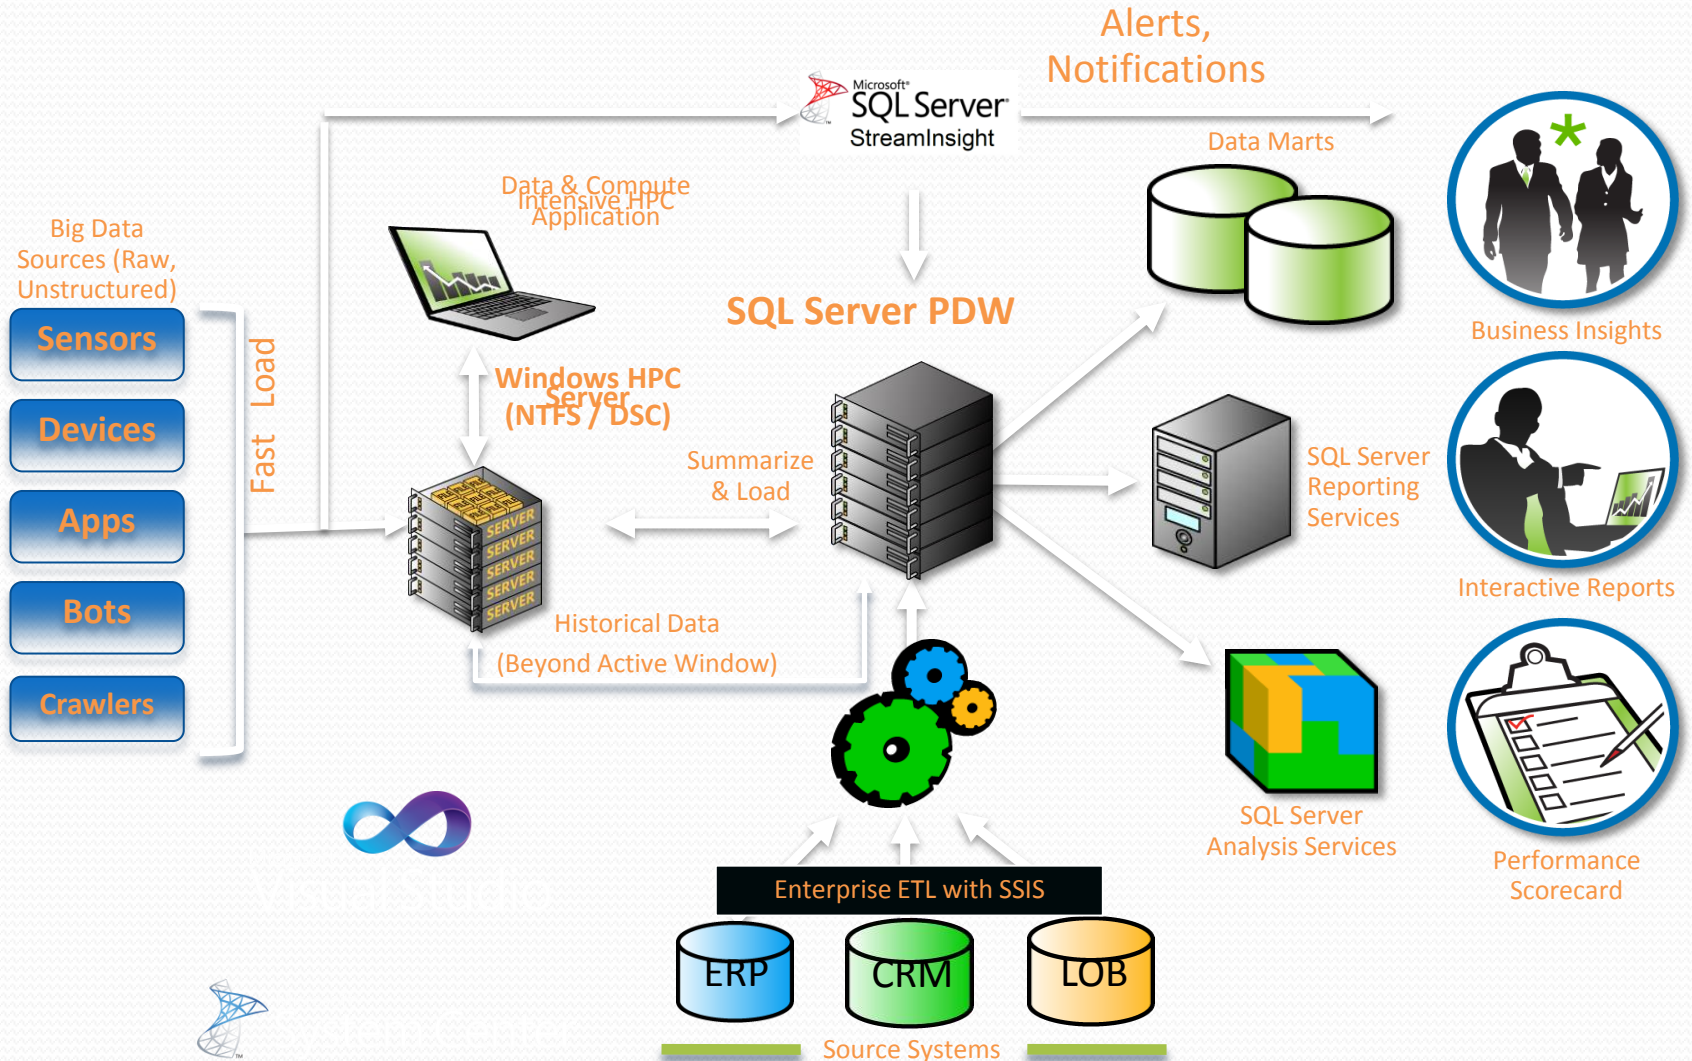 Alerts,
Notifications
Microsoft®
SQL Server®
StreamInsight
Data Marts
Data & Compute
Intensive HPC
Application
Big Data
Sources (Raw,
Unstructured)
Sensors
Devices
Apps
Bots
Crawlers
Fast Load
SQL Server PDW
Windows HPC
Server
(NTFS / DSC)
Summarize
& Load
SERVER
SERVER
SERVER
SERVER
SERVER
Historical Data
(Beyond Active Window)
SQL Server
Reporting
Services
Business Insights
Interactive Reports
SQL Server
Analysis Services
Performance
Scorecard
Visual Studio
Enterprise ETL with SSIS
ERP
CRM
LOB
Source Systems